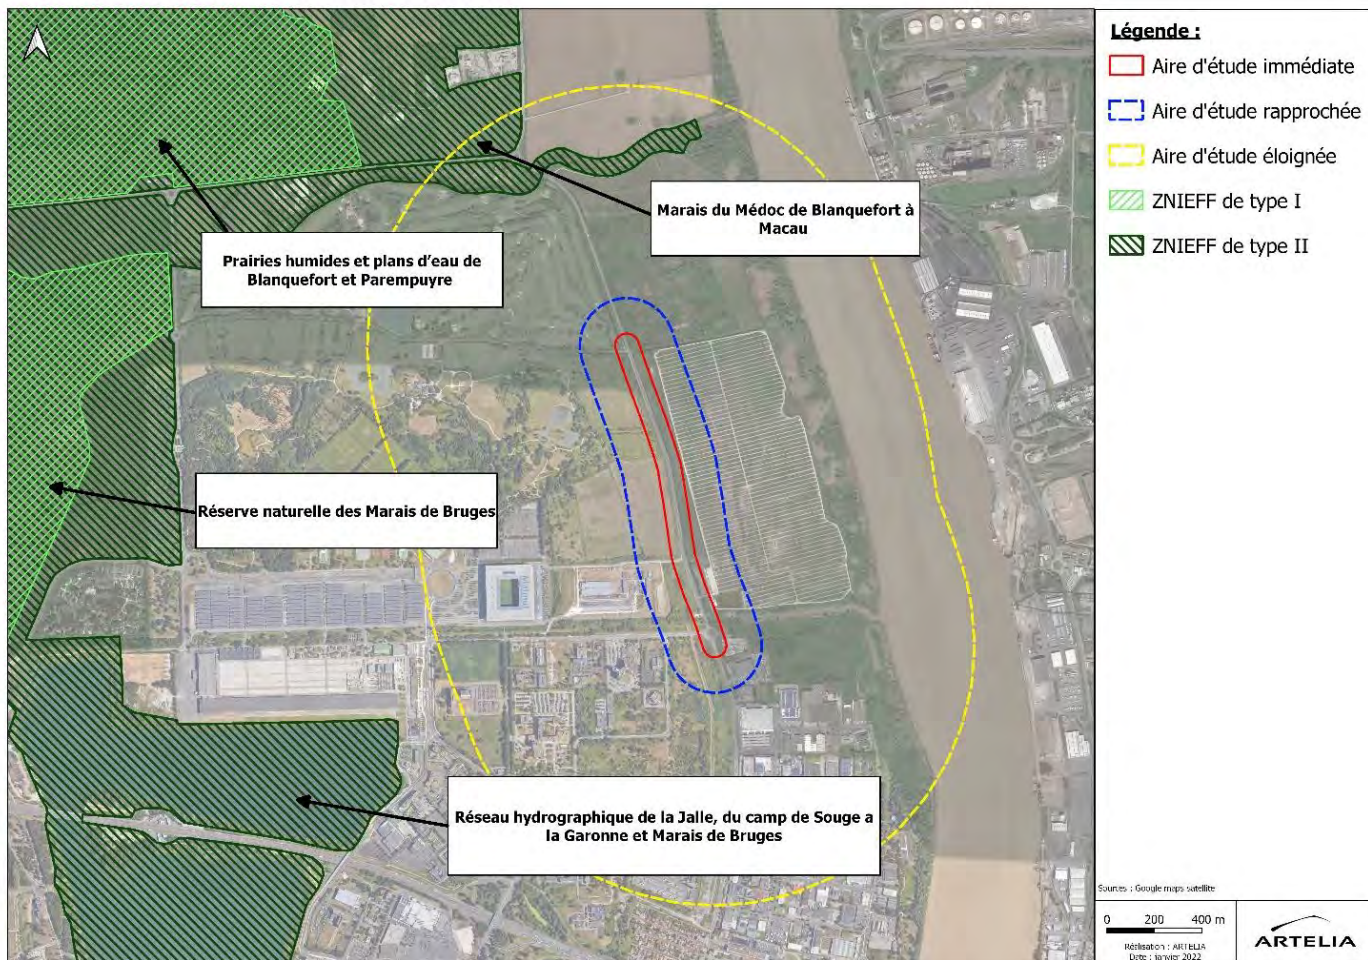 Légende :
Aire d'étude immédiate
Aire d'étude rapprochée
Aire d'étude éloignée
ZNIEFF de type I
ZNIEFF de type II
Marais du Médoc de Blanquefort à
Macau
Prairies humides et plans d'eau de
Blanquefort et Parempuyre
Réserve naturelle des Marais de Bruges
Réseau hydrographique de la Jalle, du camp de Souge a
la Garonne et Marais de Bruges
Sources : Google maps satellite
0 200 400 m
Réalisation : ARTELIA
Date : janvier 2022
ARTELIA